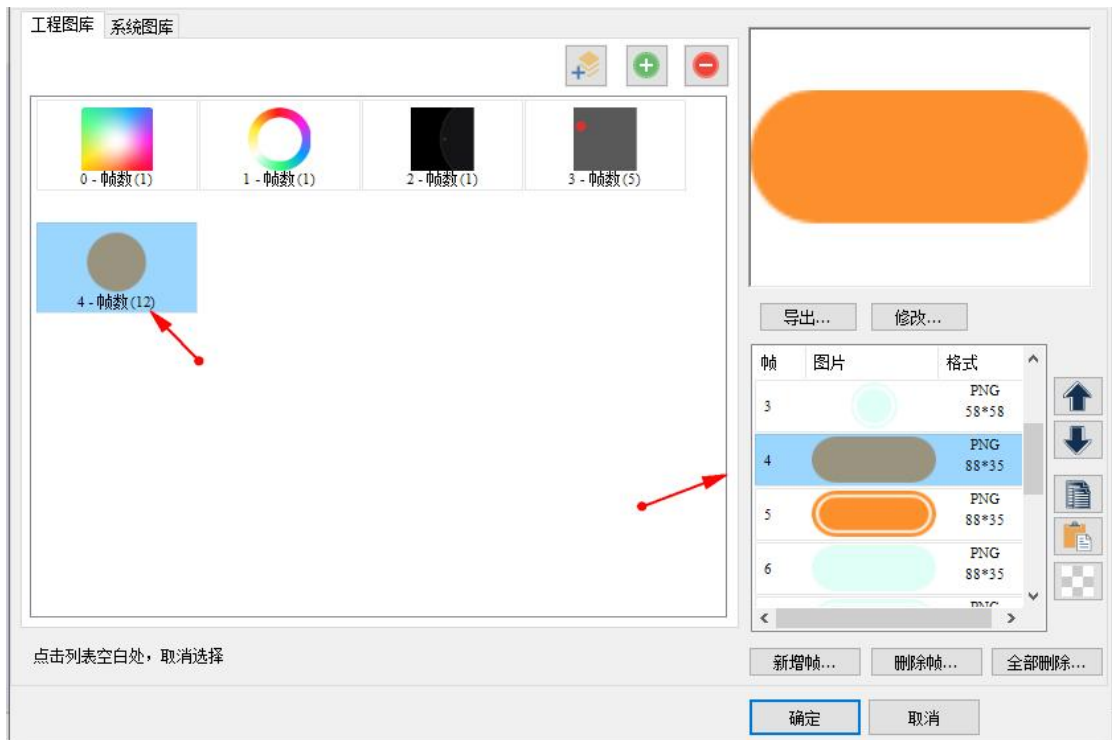 工程图库 系统图库
0 - 帧数(1) 1 - 帧数(1) 2 - 帧数(1) 3 - 帧数(5)
4 - 帧数(12)
点击列表空白处，取消选择
导出... 修改...
帧 图片 格式
3 PNG
58*58
4 PNG
88*35
5 PNG
88*35
6 PNG
88*35
PNG
新增帧... 删除帧... 全部删除...
确定 取消